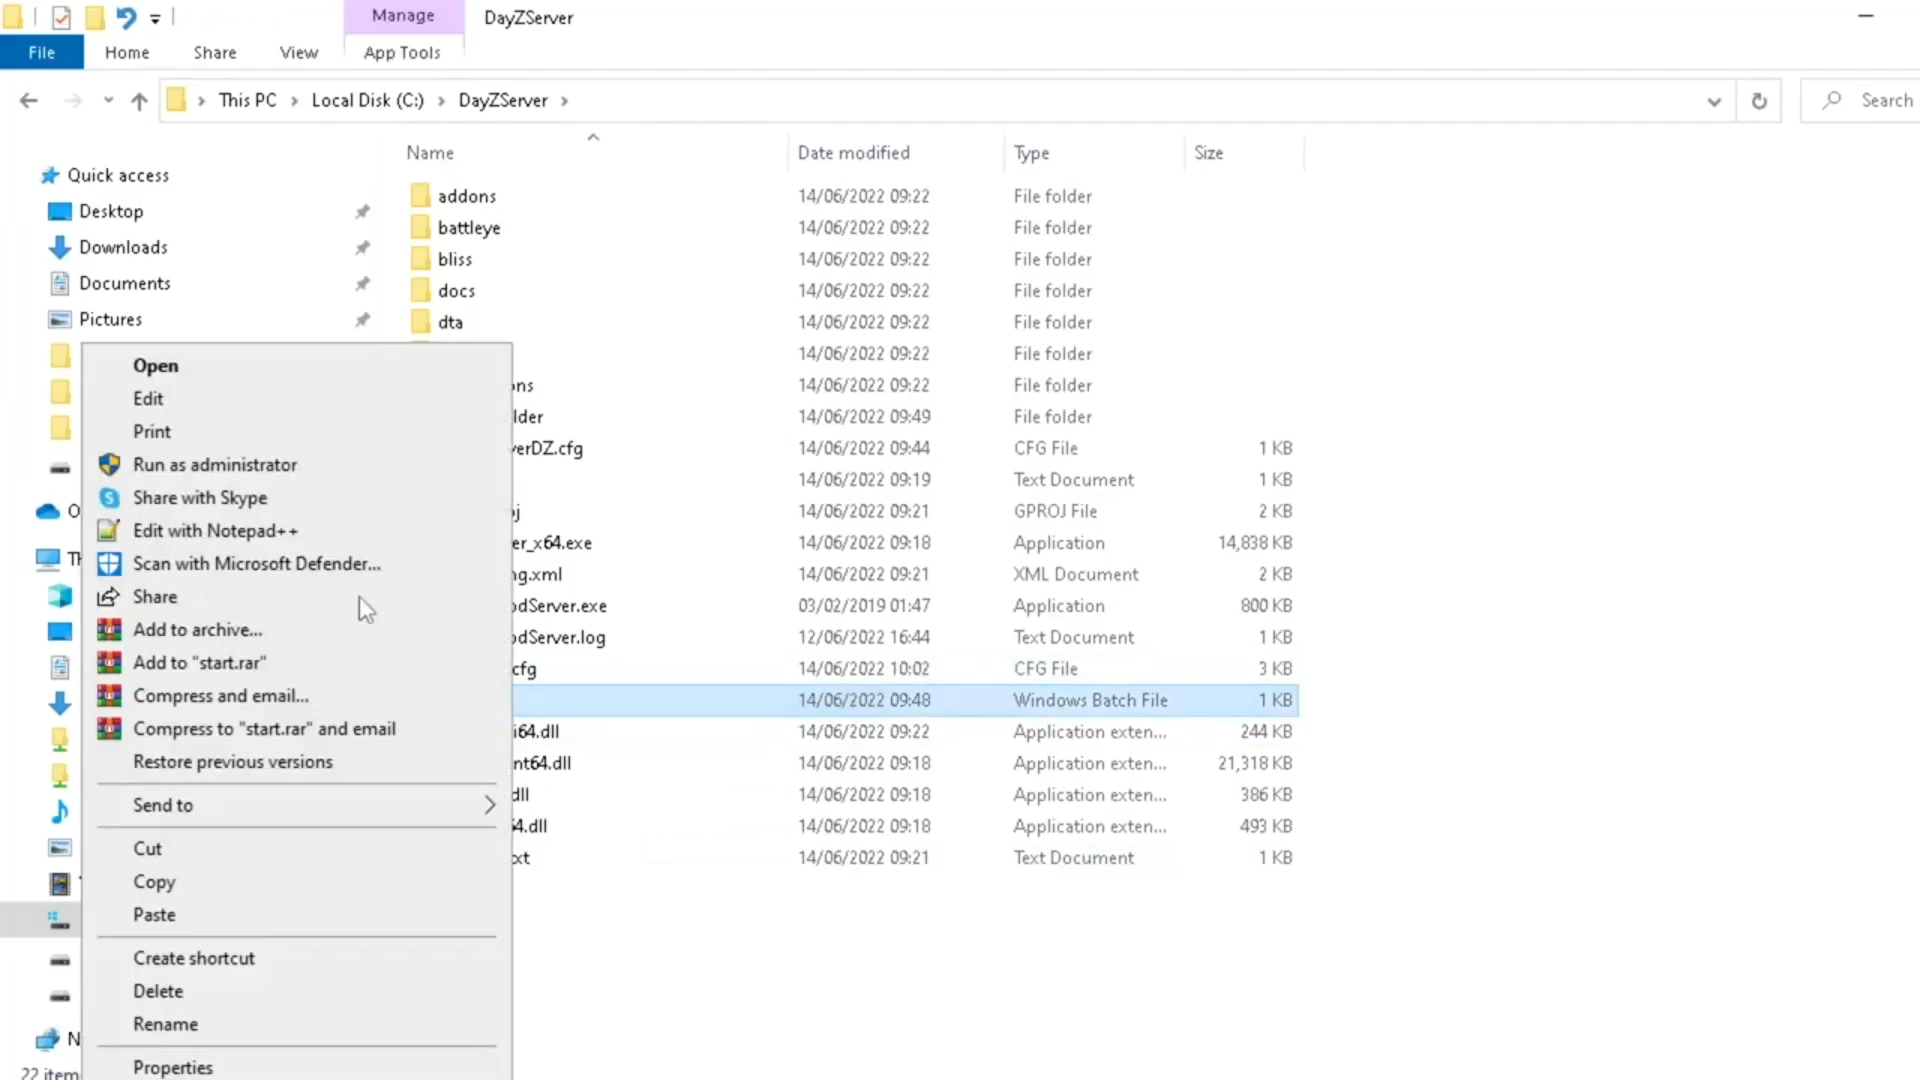 Manage
DayZServer
File
Home
Share
View
App Tools
This PC
Local Disk (C:)
DayZServer
Search
Name
Date modified
Type
Size
Quick access
Desktop
Downloads
Documents
Pictures
addons 14/06/2022 09:22 File folder
battleye 14/06/2022 09:22 File folder
bliss 14/06/2022 09:22 File folder
docs 14/06/2022 09:22 File folder
dta 14/06/2022 09:22 File folder
14/06/2022 09:22 File folder
ons 14/06/2022 09:22 File folder
lder 14/06/2022 09:49 File folder
verDZ.cfg 14/06/2022 09:44 CFG File 1 KB
14/06/2022 09:19 Text Document 1 KB
oj 14/06/2022 09:21 GPROJ File 2 KB
er_x64.exe 14/06/2022 09:18 Application 14,838 KB
ng.xml 14/06/2022 09:21 XML Document 2 KB
odServer.exe 03/02/2019 01:47 Application 800 KB
odServer.log 12/06/2022 16:44 Text Document 1 KB
cfg 14/06/2022 10:02 CFG File 3 KB
14/06/2022 09:48 Windows Batch File 1 KB
i64.dll 14/06/2022 09:22 Application exten... 244 KB
nt64.dll 14/06/2022 09:18 Application exten... 21,318 KB
dll 14/06/2022 09:18 Application exten... 386 KB
4.dll 14/06/2022 09:18 Application exten... 493 KB
xt 14/06/2022 09:21 Text Document 1 KB
Open
Edit
Print
Run as administrator
Share with Skype
Edit with Notepad++
Scan with Microsoft Defender...
Share
Add to archive...
Add to "start.rar"
Compress and email...
Compress to "start.rar" and email
Restore previous versions
Send to
Cut
Copy
Paste
Create shortcut
Delete
Rename
Properties
O
Th
N
22 item